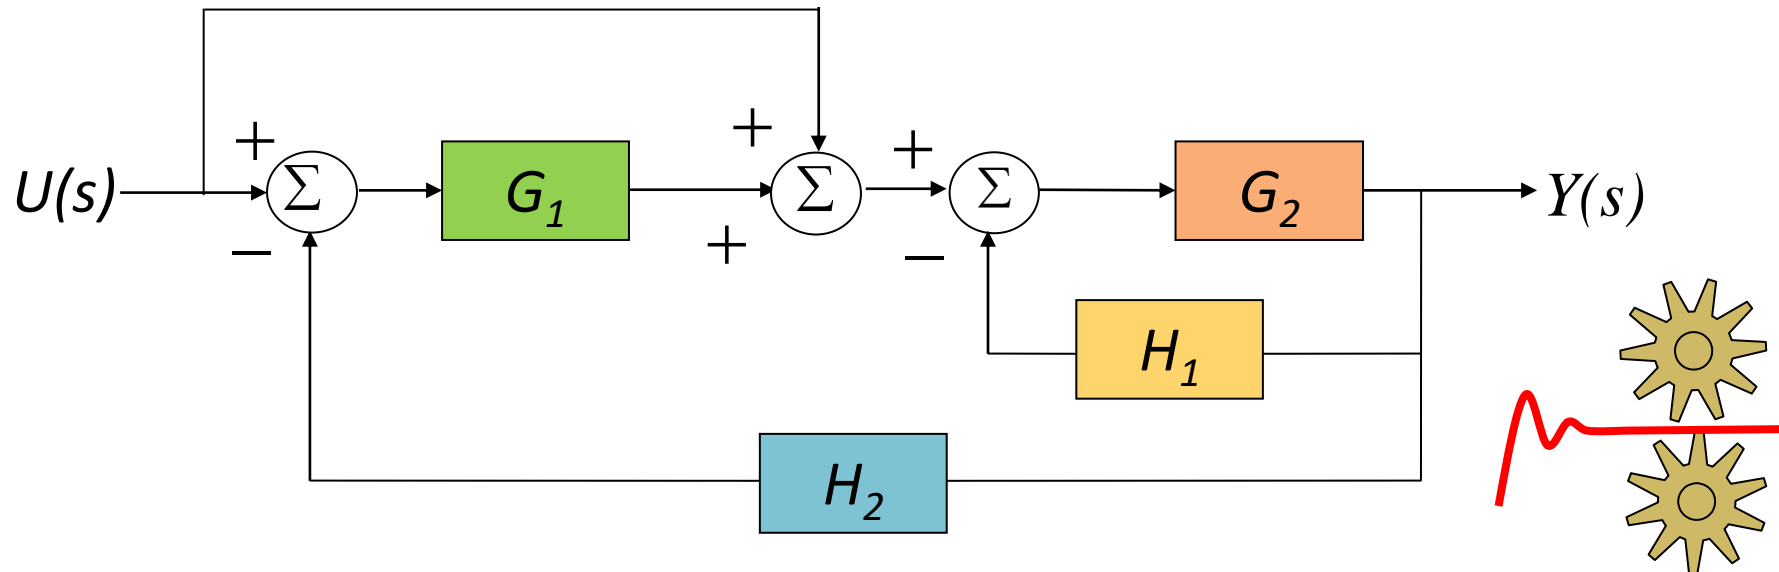 + + +
U(s) Σ G₁ Σ Σ G₂ Y(s)
− + −
H₁
H₂